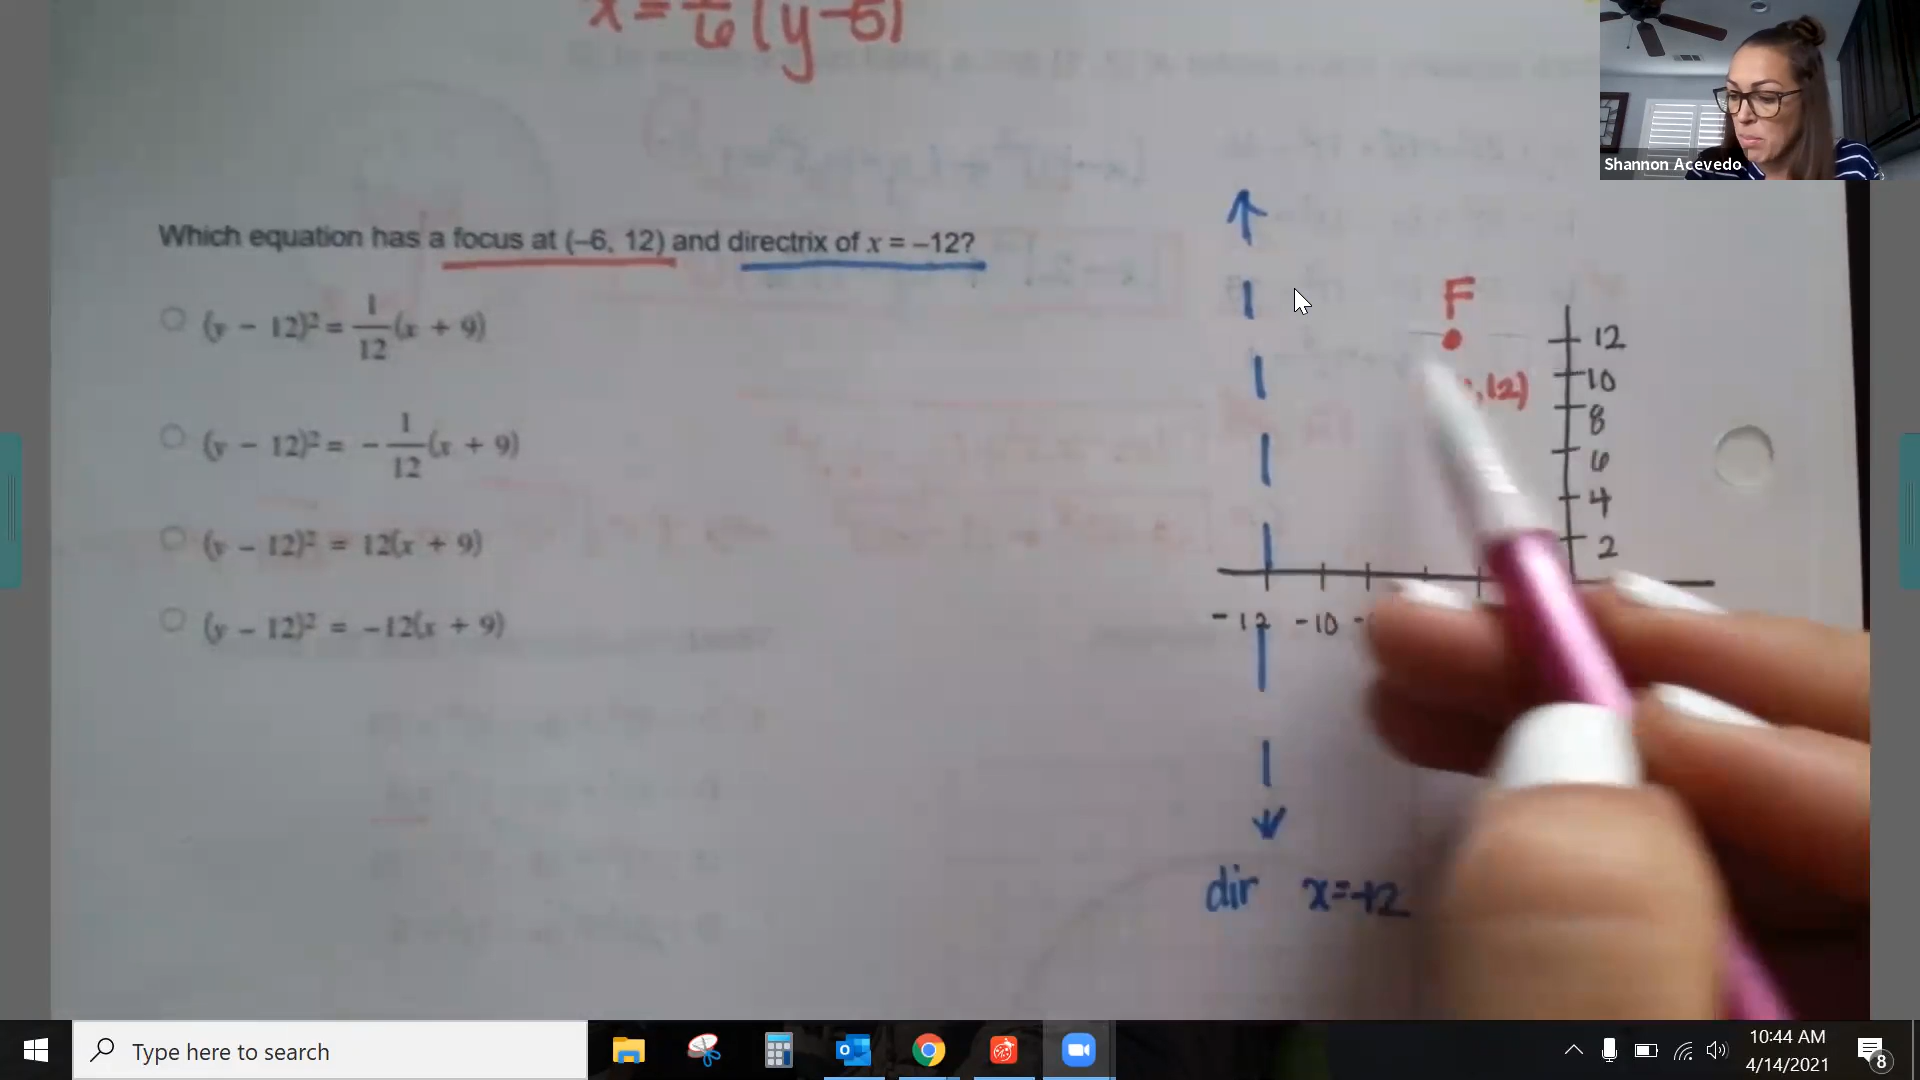 Shannon Acevedo
Which equation has a focus at (–6, 12) and directrix of x = –12?
(y – 12)² = 1/12 (x + 9)
(y – 12)² = – 1/12 (x + 9)
(y – 12)² = 12(x + 9)
(y – 12)² = –12(x + 9)
F
,12)
12
10
8
6
4
2
-12 -10
dir x=-12
Type here to search
10:44 AM
4/14/2021
8